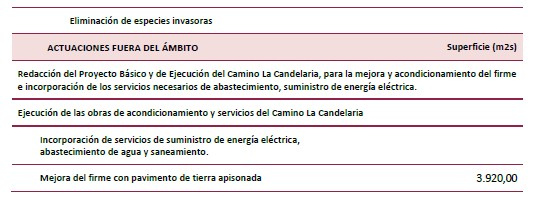 Eliminación de especies invasoras
ACTUACIONES FUERA DEL ÁMBITO Superficie (m2s)
Redacción del Proyecto Básico y de Ejecución del Camino La Candelaria, para la mejora y acondicionamiento del firme
e incorporación de los servicios necesarios de abastecimiento, suministro de energía eléctrica.
Ejecución de las obras de acondicionamiento y servicios del Camino La Candelaria
Incorporación de servicios de suministro de energía eléctrica,
abastecimiento de agua y saneamiento.
Mejora del firme con pavimento de tierra apisonada 3.920,00